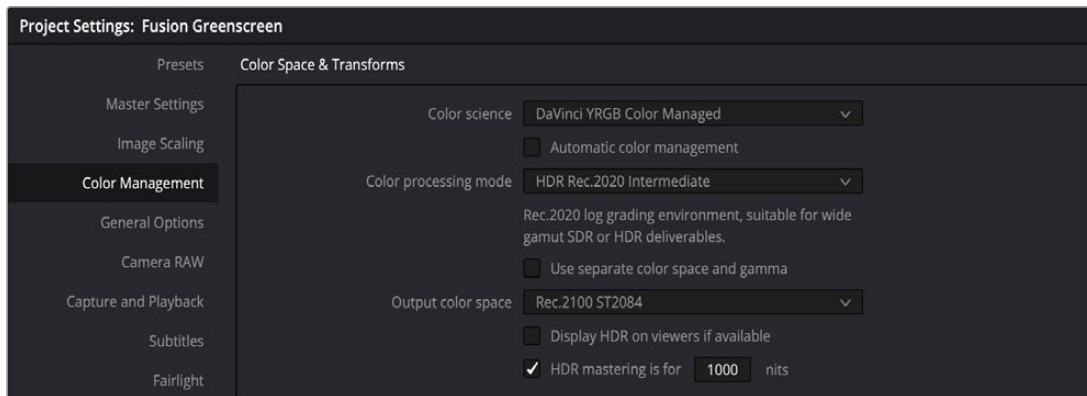 Project Settings: Fusion Greenscreen
Presets
Color Space & Transforms
Master Settings
Color science DaVinci YRGB Color Managed
Image Scaling
Automatic color management
Color Management
Color processing mode HDR Rec.2020 Intermediate
General Options
Rec.2020 log grading environment, suitable for wide
gamut SDR or HDR deliverables.
Camera RAW
Use separate color space and gamma
Capture and Playback
Output color space Rec.2100 ST2084
Subtitles
Display HDR on viewers if available
Fairlight
HDR mastering is for 1000 nits